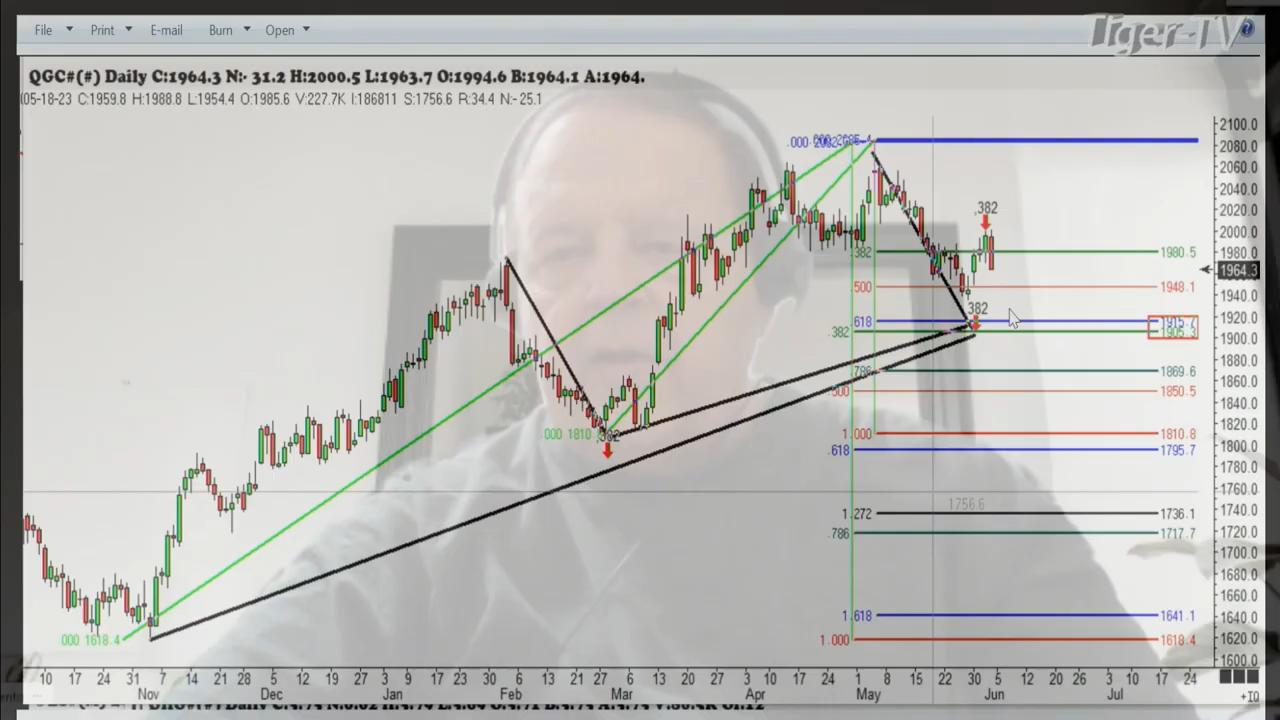 File Print E-mail Burn Open
Tiger-TV
QGC#(#) Daily C:1964.3 N:- 31.2 H:2000.5 L:1963.7 O:1994.6 B:1964.1 A:1964.
05-18-23 C:1959.8 H:1988.8 L:1954.4 O:1985.6 V:227.7K I:186811 S:1756.6 R:34.4 N:-25.1
2100.0
2080.0
2060.0
2040.0
.382
2020.0
2000.0
.382 1980.5 1980.0
1964.3
.500 1948.1
1940.0
.382
.618 1915.7 1920.0
.382 1905.3 1900.0
1880.0
.786 1869.6
1860.0
.500 1850.5
1840.0
000 1810 .382 1.000 1810.8 1820.0
.618 1795.7 1800.0
1780.0
1760.0
1756.6
1740.0
1.272 1736.1
.786 1717.7 1720.0
1700.0
1680.0
1660.0
1640.0
1.618 1641.1
000 1618.4 1.000 1618.4 1620.0
1600.0
10 17 24 31 7 14 21 28 5 12 19 27 3 9 17 23 30 6 13 21 27 6 13 20 27 3 10 17 24 1 8 15 22 30 5 12 20 26 3 10 17 24
Nov Dec Jan Feb Mar Apr May Jun Jul +IQ